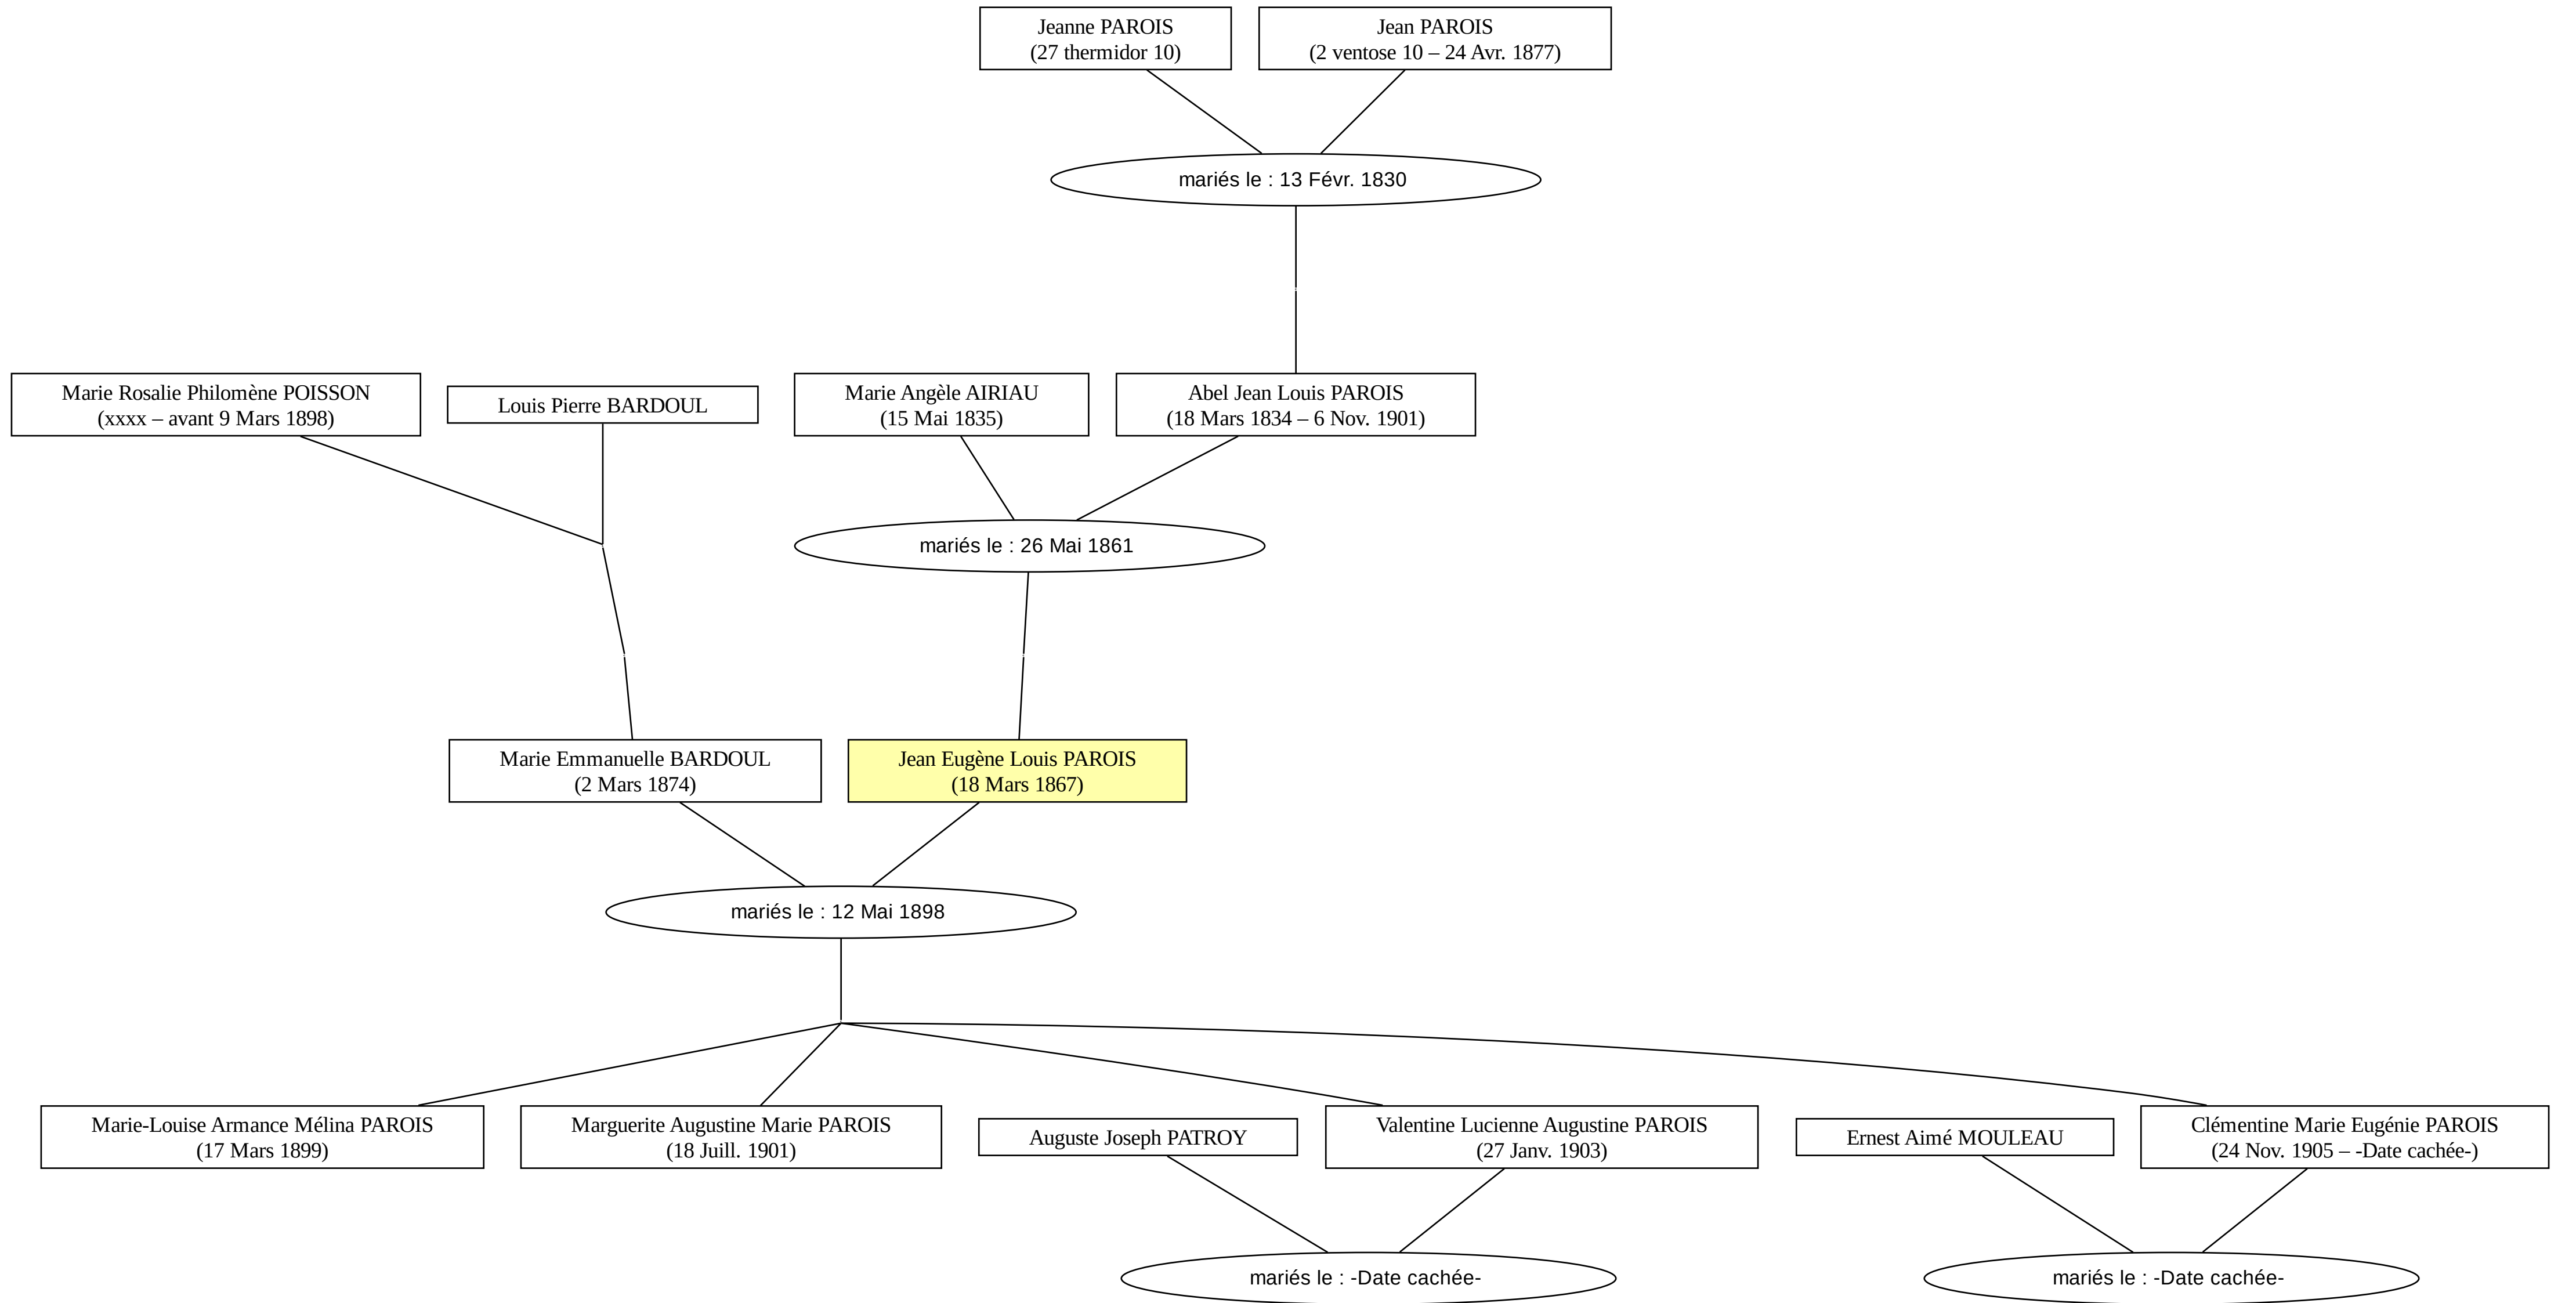 Jeanne PAROIS
(27 thermidor 10)
Jean PAROIS
(2 ventose 10 – 24 Avr. 1877)
mariés le : 13 Févr. 1830
Marie Rosalie Philomène POISSON
(xxxx – avant 9 Mars 1898)
Louis Pierre BARDOUL
Marie Angèle AIRIAU
(15 Mai 1835)
Abel Jean Louis PAROIS
(18 Mars 1834 – 6 Nov. 1901)
mariés le : 26 Mai 1861
Marie Emmanuelle BARDOUL
(2 Mars 1874)
Jean Eugène Louis PAROIS
(18 Mars 1867)
mariés le : 12 Mai 1898
Marie-Louise Armance Mélina PAROIS
(17 Mars 1899)
Marguerite Augustine Marie PAROIS
(18 Juill. 1901)
Auguste Joseph PATROY
Valentine Lucienne Augustine PAROIS
(27 Janv. 1903)
Ernest Aimé MOULEAU
Clémentine Marie Eugénie PAROIS
(24 Nov. 1905 – -Date cachée-)
mariés le : -Date cachée-
mariés le : -Date cachée-